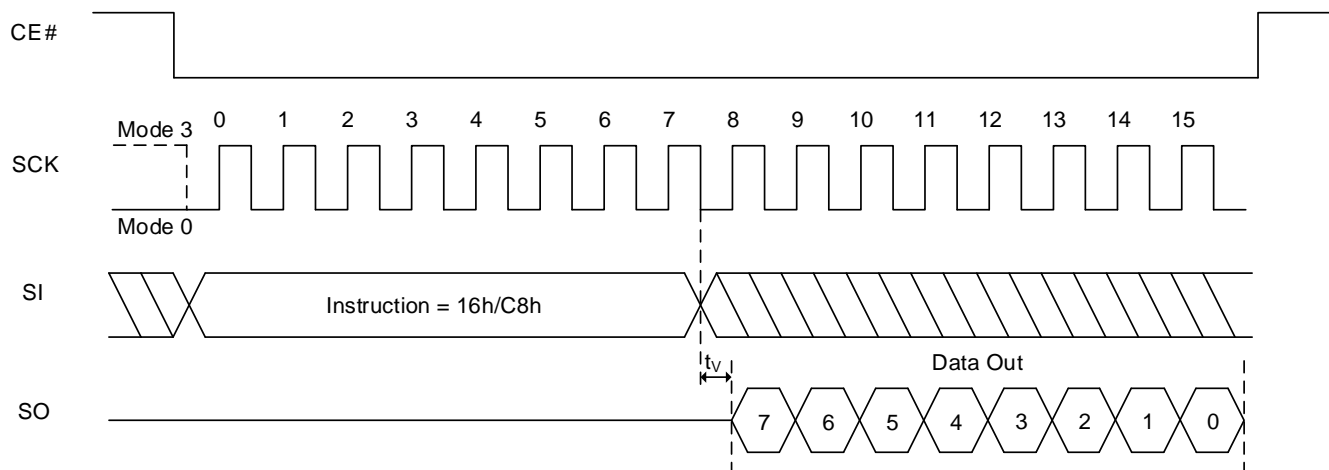 CE#
Mode 3
0 1 2 3 4 5 6 7 8 9 10 11 12 13 14 15
SCK
Mode 0
SI
Instruction = 16h/C8h
tV
Data Out
SO
7 6 5 4 3 2 1 0